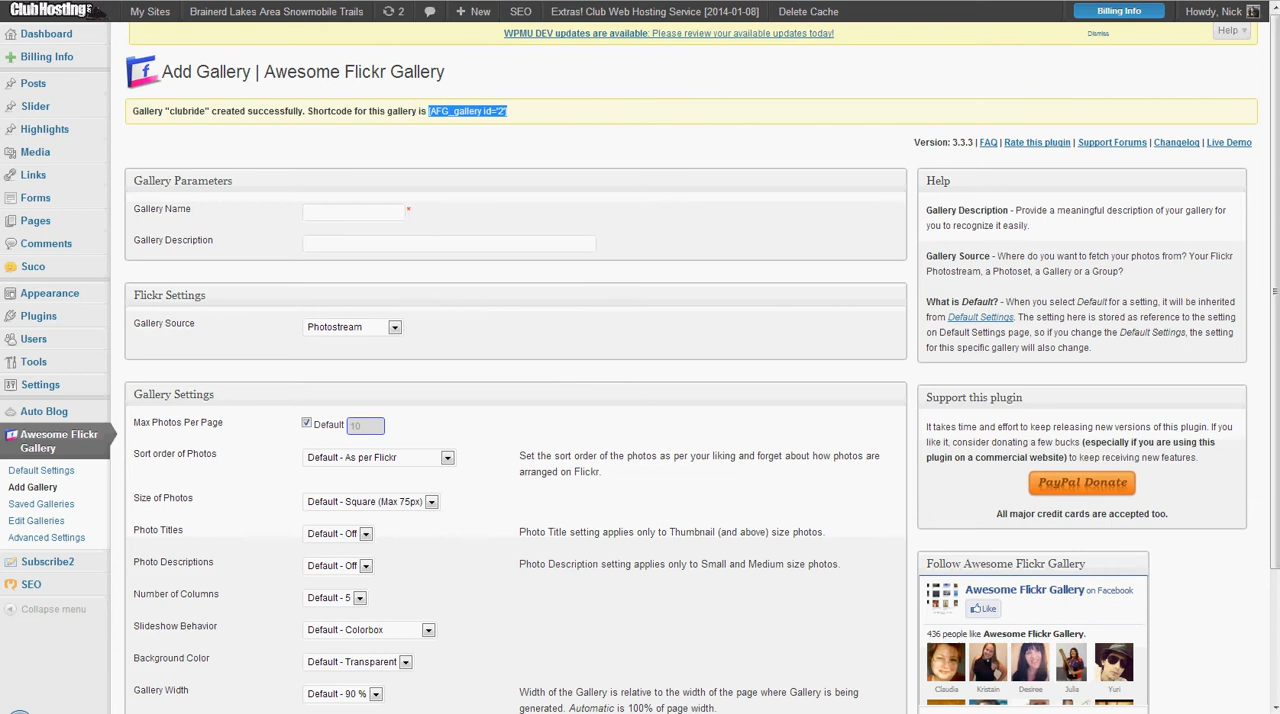 ClubHosting
My Sites
Brainerd Lakes Area Snowmobile Trails
2
New
SEO
Extras! Club Web Hosting Service [2014-01-08]
Delete Cache
Billing Info
Howdy, Nick
Dashboard
Billing Info
Posts
Slider
Highlights
Media
Links
Forms
Pages
Comments
Suco
Appearance
Plugins
Users
Tools
Settings
Auto Blog
Awesome Flickr
Gallery
Default Settings
Add Gallery
Saved Galleries
Edit Galleries
Advanced Settings
Subscribe2
SEO
Collapse menu
WPMU DEV updates are available: Please review your available updates today!
Dismiss
Help
Add Gallery | Awesome Flickr Gallery
Gallery "clubride" created successfully. Shortcode for this gallery is [AFG_gallery id='2']
Version: 3.3.3 | FAQ | Rate this plugin | Support Forums | Changelog | Live Demo
Gallery Parameters
Gallery Name
*
Gallery Description
Flickr Settings
Gallery Source
Photostream
Gallery Settings
Max Photos Per Page
Default
10
Sort order of Photos
Default - As per Flickr
Set the sort order of the photos as per your liking and forget about how photos are
arranged on Flickr.
Size of Photos
Default - Square (Max 75px)
Photo Titles
Default - Off
Photo Title setting applies only to Thumbnail (and above) size photos.
Photo Descriptions
Default - Off
Photo Description setting applies only to Small and Medium size photos.
Number of Columns
Default - 5
Slideshow Behavior
Default - Colorbox
Background Color
Default - Transparent
Gallery Width
Default - 90 %
Width of the Gallery is relative to the width of the page where Gallery is being
generated. Automatic is 100% of page width.
Help
Gallery Description - Provide a meaningful description of your gallery for
you to recognize it easily.
Gallery Source - Where do you want to fetch your photos from? Your Flickr
Photostream, a Photoset, a Gallery or a Group?
What is Default? - When you select Default for a setting, it will be inherited
from Default Settings. The setting here is stored as reference to the setting
on Default Settings page, so if you change the Default Settings, the setting
for this specific gallery will also change.
Support this plugin
It takes time and effort to keep releasing new versions of this plugin. If you
like it, consider donating a few bucks (especially if you are using this
plugin on a commercial website) to keep receiving new features.
PayPal Donate
All major credit cards are accepted too.
Follow Awesome Flickr Gallery
Awesome Flickr Gallery on Facebook
Like
436 people like Awesome Flickr Gallery.
Claudia
Kristain
Desiree
Julia
Yuri